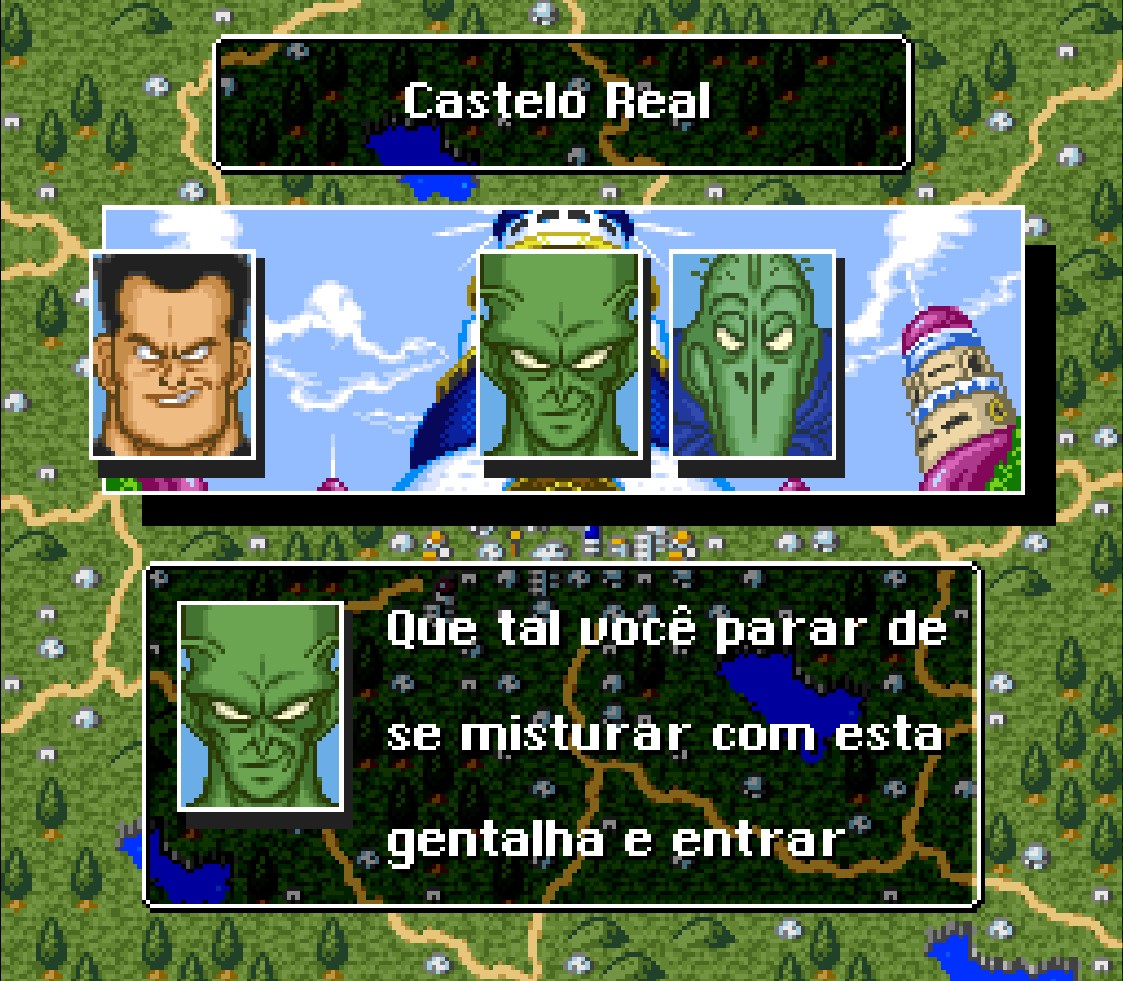 Castelo Real
Que tal você parar de
se misturar com esta
gentalha e entrar